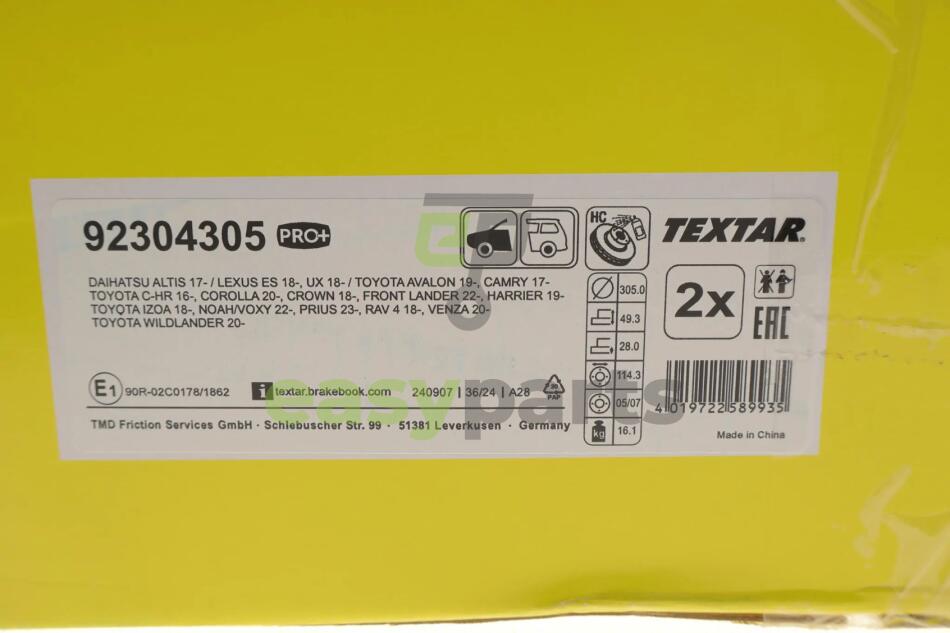 92304305 PRO+
HC
TEXTAR®
DAIHATSU ALTIS 17- / LEXUS ES 18-, UX 18- / TOYOTA AVALON 19-, CAMRY 17-
TOYOTA C-HR 16-, COROLLA 20-, CROWN 18-, FRONT LANDER 22-, HARRIER 19-
TOYOTA IZOA 18-, NOAH/VOXY 22-, PRIUS 23-, RAV 4 18-, VENZA 20-
TOYOTA WILDLANDER 20-
305.0
49.3
28.0
114.3
05/07
kg 16.1
2x
EAC
E1 90R-02C0178/1862
i textar.brakebook.com 240907 | 36/24 | A28
PAP
TMD Friction Services GmbH · Schlebuscher Str. 99 · 51381 Leverkusen · Germany
4 019722 589935
Made in China
easyparts